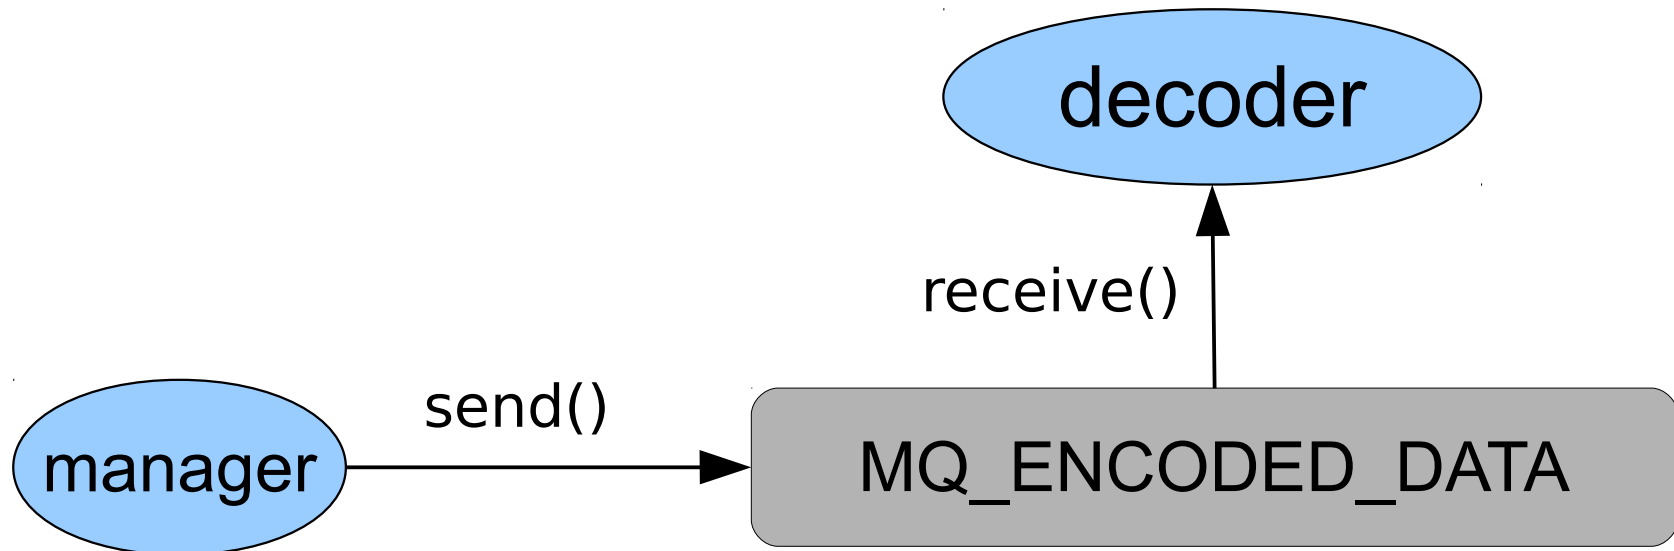 decoder
receive()
send()
manager
MQ_ENCODED_DATA